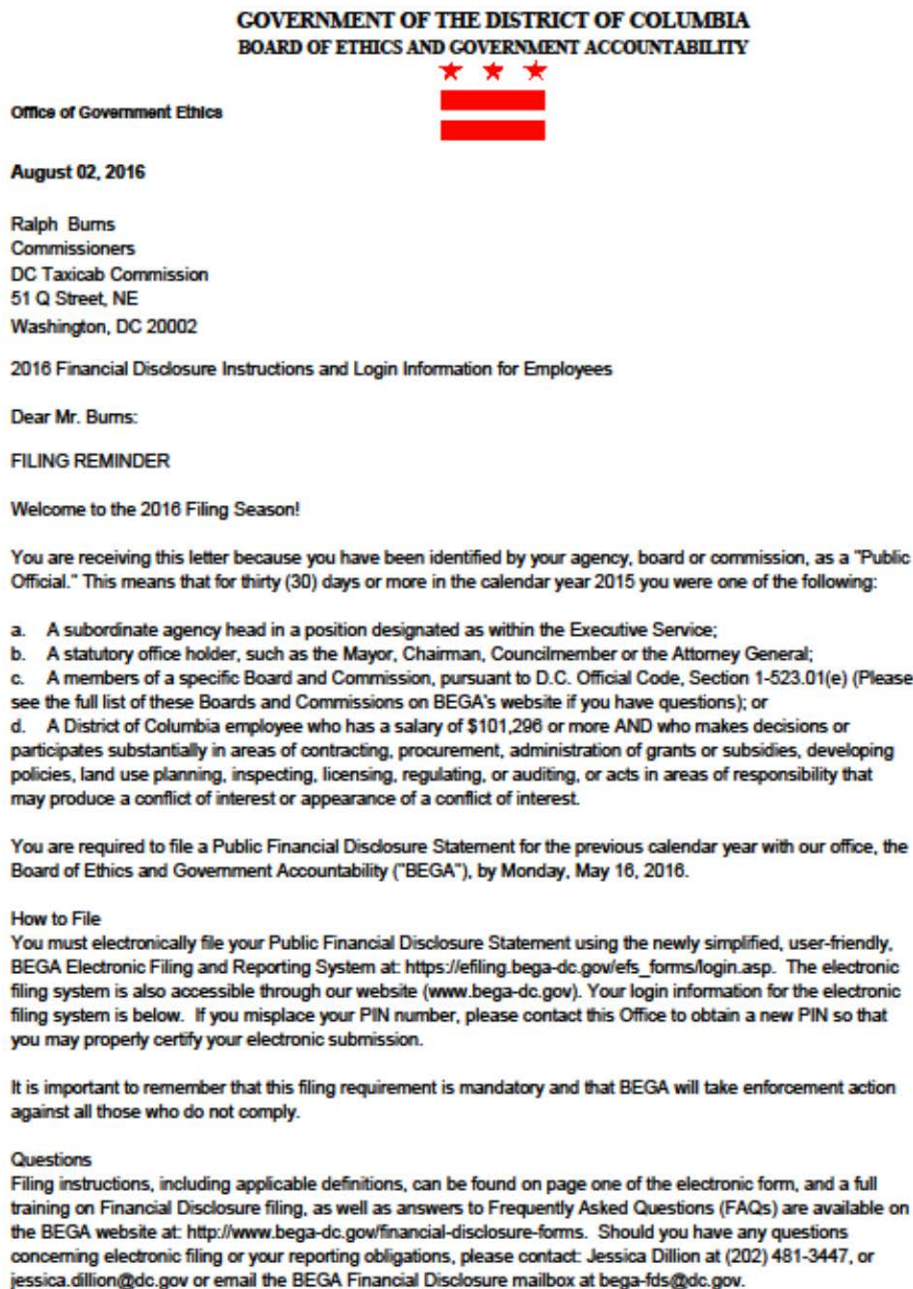 GOVERNMENT OF THE DISTRICT OF COLUMBIA
BOARD OF ETHICS AND GOVERNMENT ACCOUNTABILITY
Office of Government Ethics
August 02, 2016
Ralph Burns
Commissioners
DC Taxicab Commission
51 Q Street, NE
Washington, DC 20002
2016 Financial Disclosure Instructions and Login Information for Employees
Dear Mr. Burns:
FILING REMINDER
Welcome to the 2016 Filing Season!
You are receiving this letter because you have been identified by your agency, board or commission, as a "Public
Official." This means that for thirty (30) days or more in the calendar year 2015 you were one of the following:
a. A subordinate agency head in a position designated as within the Executive Service;
b. A statutory office holder, such as the Mayor, Chairman, Councilmember or the Attorney General;
c. A members of a specific Board and Commission, pursuant to D.C. Official Code, Section 1-523.01(e) (Please
see the full list of these Boards and Commissions on BEGA's website if you have questions); or
d. A District of Columbia employee who has a salary of $101,296 or more AND who makes decisions or
participates substantially in areas of contracting, procurement, administration of grants or subsidies, developing
policies, land use planning, inspecting, licensing, regulating, or auditing, or acts in areas of responsibility that
may produce a conflict of interest or appearance of a conflict of interest.
You are required to file a Public Financial Disclosure Statement for the previous calendar year with our office, the
Board of Ethics and Government Accountability ("BEGA"), by Monday, May 16, 2016.
How to File
You must electronically file your Public Financial Disclosure Statement using the newly simplified, user-friendly,
BEGA Electronic Filing and Reporting System at: https://efiling.bega-dc.gov/efs_forms/login.asp. The electronic
filing system is also accessible through our website (www.bega-dc.gov). Your login information for the electronic
filing system is below. If you misplace your PIN number, please contact this Office to obtain a new PIN so that
you may properly certify your electronic submission.
It is important to remember that this filing requirement is mandatory and that BEGA will take enforcement action
against all those who do not comply.
Questions
Filing instructions, including applicable definitions, can be found on page one of the electronic form, and a full
training on Financial Disclosure filing, as well as answers to Frequently Asked Questions (FAQs) are available on
the BEGA website at: http://www.bega-dc.gov/financial-disclosure-forms. Should you have any questions
concerning electronic filing or your reporting obligations, please contact: Jessica Dillion at (202) 481-3447, or
jessica.dillion@dc.gov or email the BEGA Financial Disclosure mailbox at bega-fds@dc.gov.